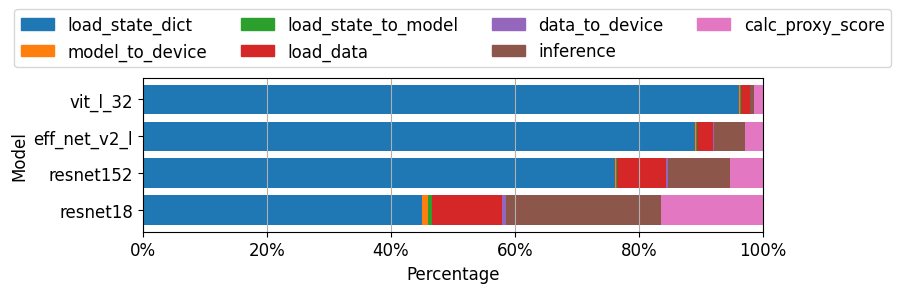 load_state_dict load_state_to_model data_to_device calc_proxy_score
model_to_device load_data inference
vit_l_32
eff_net_v2_l
resnet152
resnet18
Model
0% 20% 40% 60% 80% 100%
Percentage